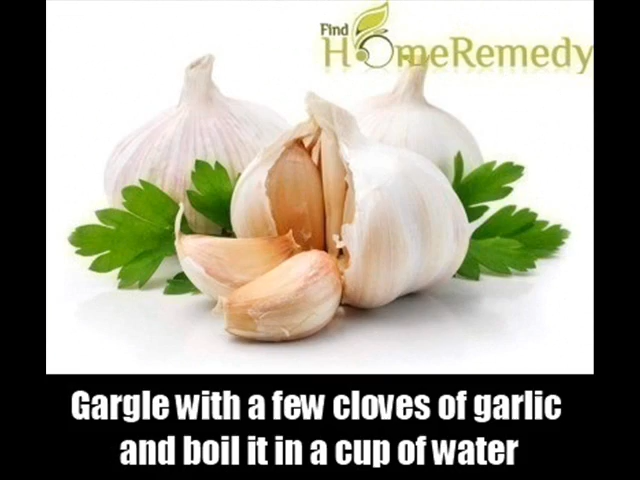 Find
HomeRemedy
Gargle with a few cloves of garlic
and boil it in a cup of water